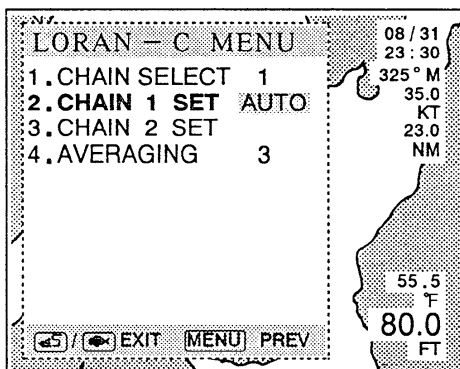 LORAN – C MENU
1.CHAIN SELECT 1
2.CHAIN 1 SET AUTO
3.CHAIN 2 SET
4.AVERAGING 3
/ EXIT MENU PREV
08/31
23:30
325°M
35.0
KT
23.0
NM
55.5
°F
80.0
FT